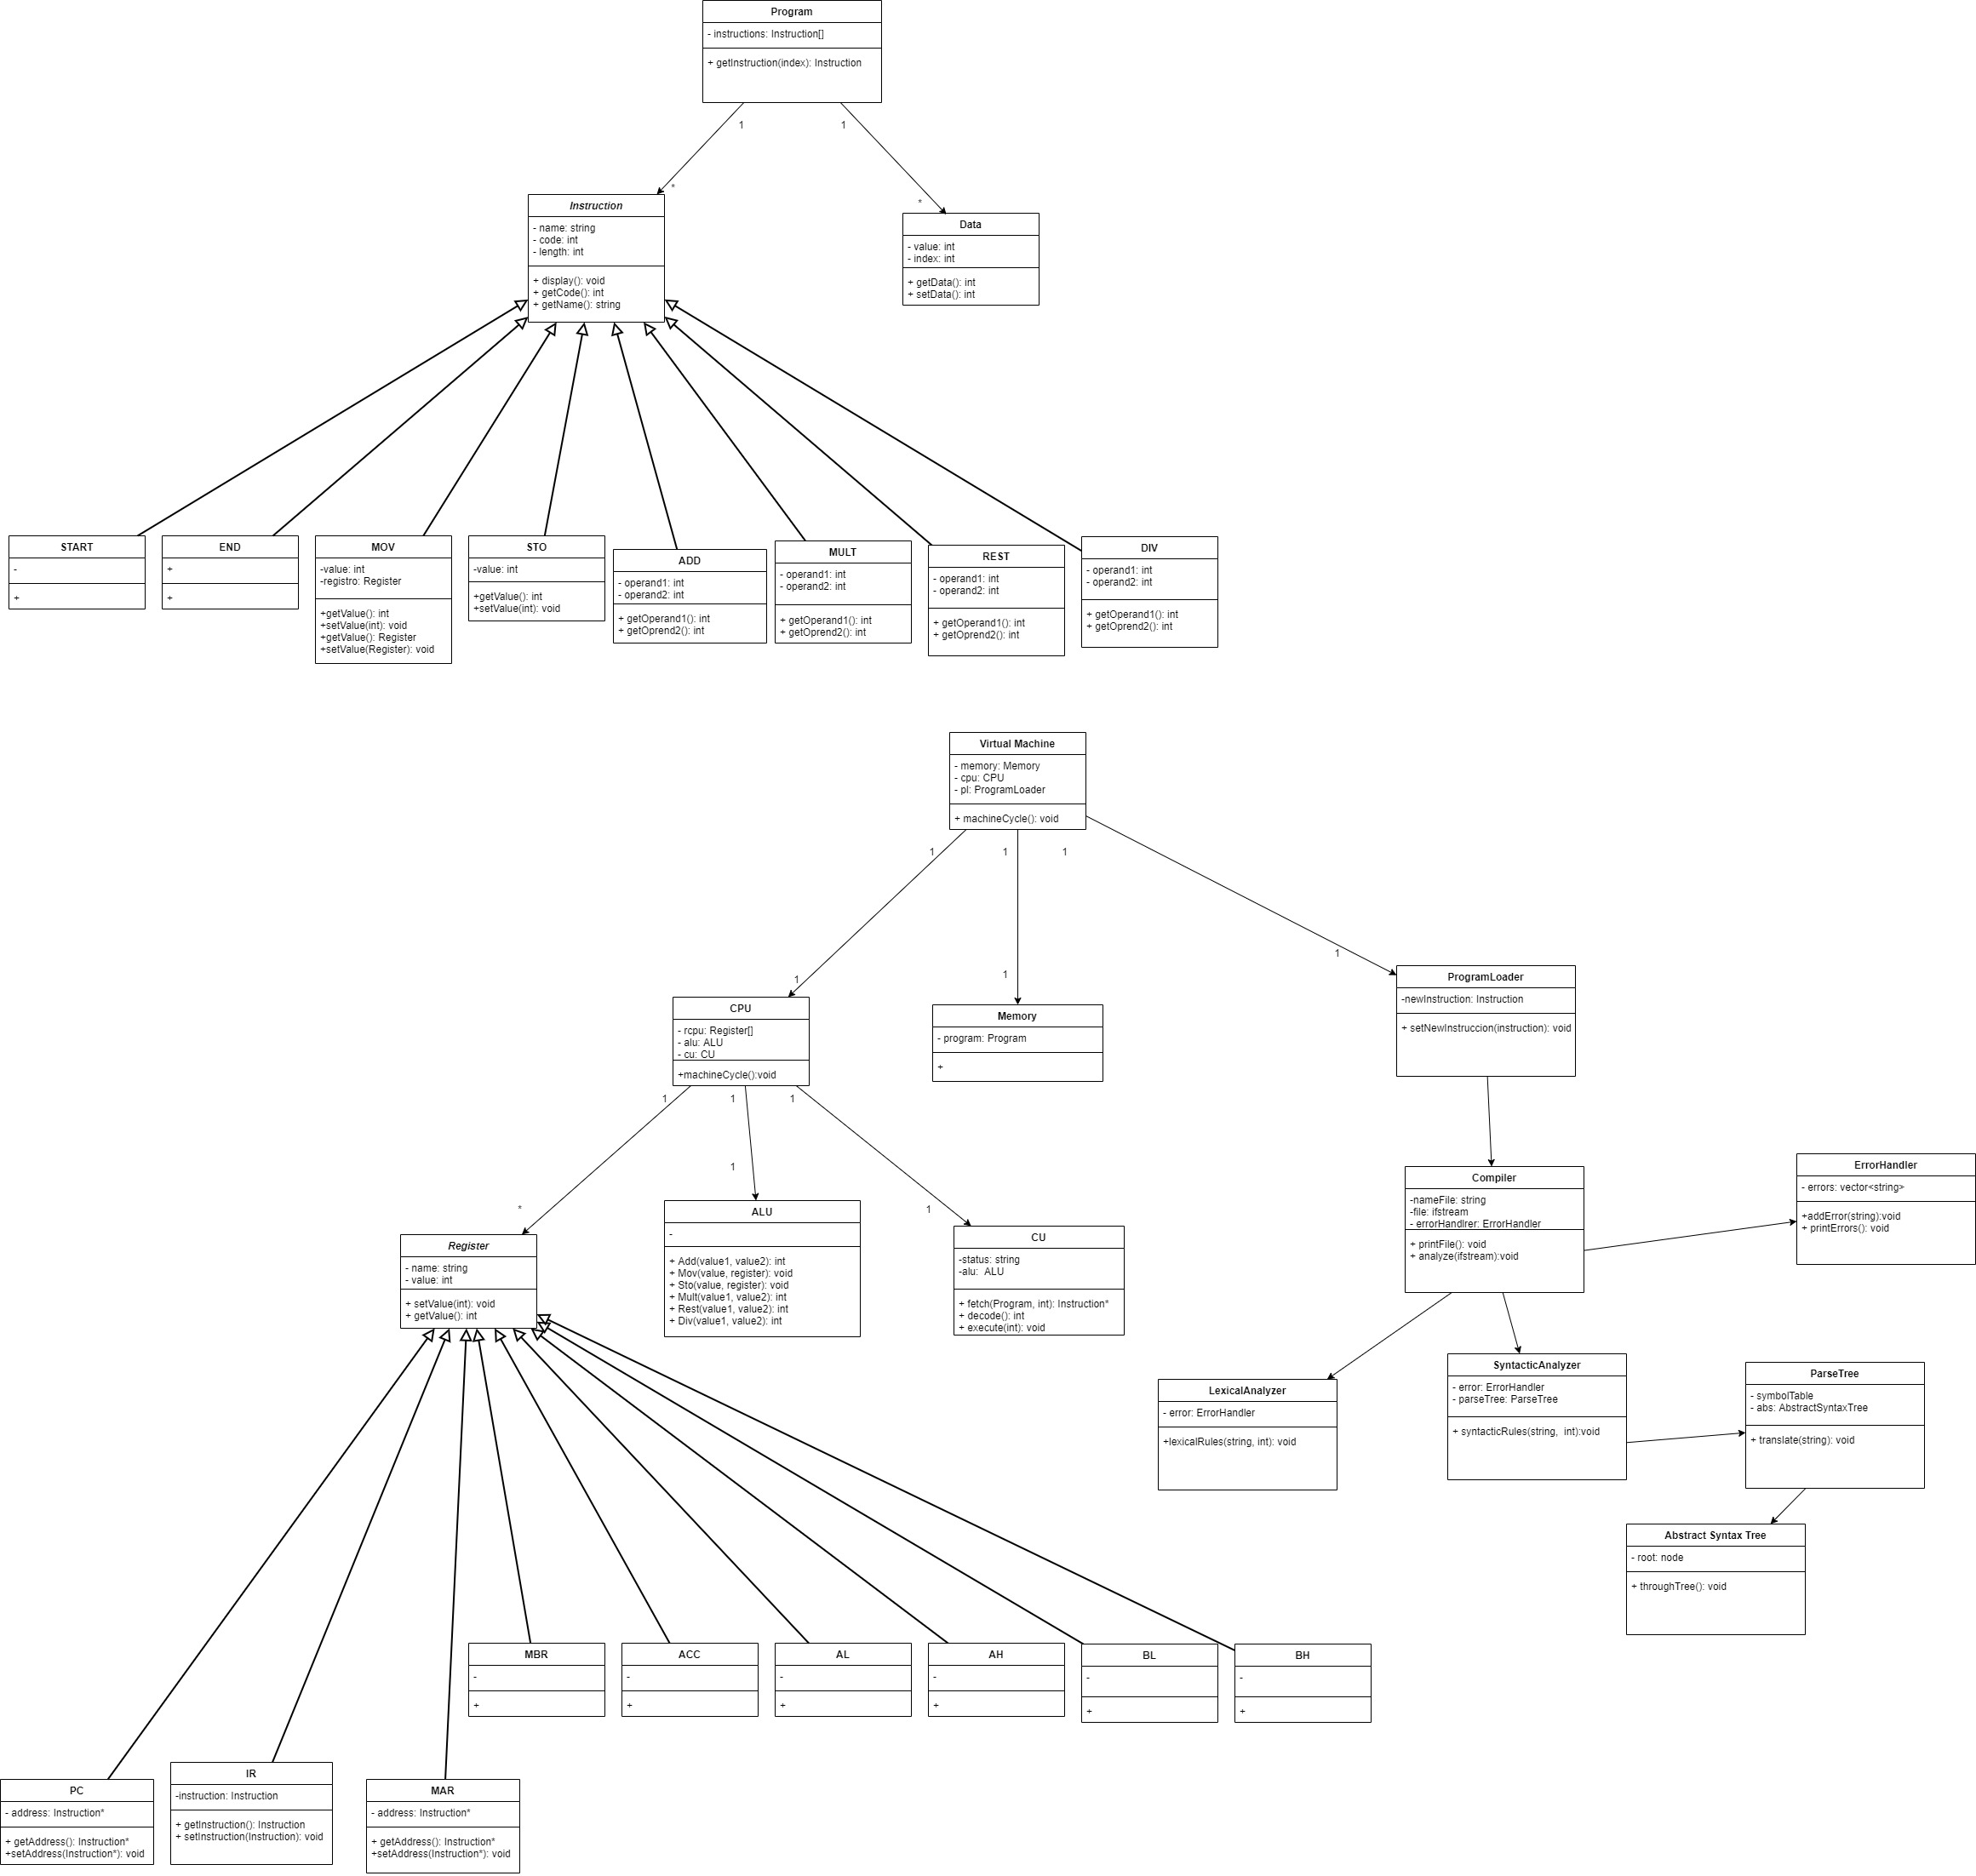 Program
- instructions: Instruction[]
+ getInstruction(index): Instruction
1
1
*
*
Instruction
- name: string
- code: int
- length: int
+ display(): void
+ getCode(): int
+ getName(): string
Data
- value: int
- index: int
+ getData(): int
+ setData(): int
START
-
+
END
+
+
MOV
-value: int
-registro: Register
+getValue(): int
+setValue(int): void
+getValue(): Register
+setValue(Register): void
STO
-value: int
+getValue(): int
+setValue(int): void
ADD
- operand1: int
- operand2: int
+ getOperand1(): int
+ getOprend2(): int
MULT
- operand1: int
- operand2: int
+ getOperand1(): int
+ getOprend2(): int
REST
- operand1: int
- operand2: int
+ getOperand1(): int
+ getOprend2(): int
DIV
- operand1: int
- operand2: int
+ getOperand1(): int
+ getOprend2(): int
Virtual Machine
- memory: Memory
- cpu: CPU
- pl: ProgramLoader
+ machineCycle(): void
1
1
1
1
1
1
CPU
- rcpu: Register[]
- alu: ALU
- cu: CU
+machineCycle():void
Memory
- program: Program
+
ProgramLoader
-newInstruction: Instruction
+ setNewInstruccion(instruction): void
1
1
1
1
*
1
Register
- name: string
- value: int
+ setValue(int): void
+ getValue(): int
ALU
-
+ Add(value1, value2): int
+ Mov(value, register): void
+ Sto(value, register): void
+ Mult(value1, value2): int
+ Rest(value1, value2): int
+ Div(value1, value2): int
CU
-status: string
-alu:  ALU
+ fetch(Program, int): Instruction*
+ decode(): int
+ execute(int): void
Compiler
-nameFile: string
-file: ifstream
- errorHandlrer: ErrorHandler
+ printFile(): void
+ analyze(ifstream):void
ErrorHandler
- errors: vector<string>
+addError(string):void
+ printErrors(): void
LexicalAnalyzer
- error: ErrorHandler
+lexicalRules(string, int): void
SyntacticAnalyzer
- error: ErrorHandler
- parseTree: ParseTree
+ syntacticRules(string,  int):void
ParseTree
- symbolTable
- abs: AbstractSyntaxTree
+ translate(string): void
Abstract Syntax Tree
- root: node
+ throughTree(): void
MBR
-
+
ACC
-
+
AL
-
+
AH
-
+
BL
-
+
BH
-
+
PC
- address: Instruction*
+ getAddress(): Instruction*
+setAddress(Instruction*): void
IR
-instruction: Instruction
+ getInstruction(): Instruction
+ setInstruction(Instruction): void
MAR
- address: Instruction*
+ getAddress(): Instruction*
+setAddress(Instruction*): void